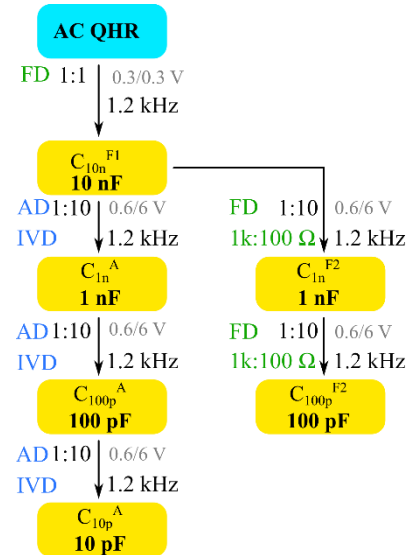 AC QHR
FD 1:1 0.3/0.3 V
1.2 kHz
C10n^F1
10 nF
AD 1:10 0.6/6 V
IVD 1.2 kHz
FD 1:10 0.6/6 V
1k:100 Ω 1.2 kHz
C1n^A
1 nF
C1n^F2
1 nF
AD 1:10 0.6/6 V
IVD 1.2 kHz
FD 1:10 0.6/6 V
1k:100 Ω 1.2 kHz
C100p^A
100 pF
C100p^F2
100 pF
AD 1:10 0.6/6 V
IVD 1.2 kHz
C10p^A
10 pF